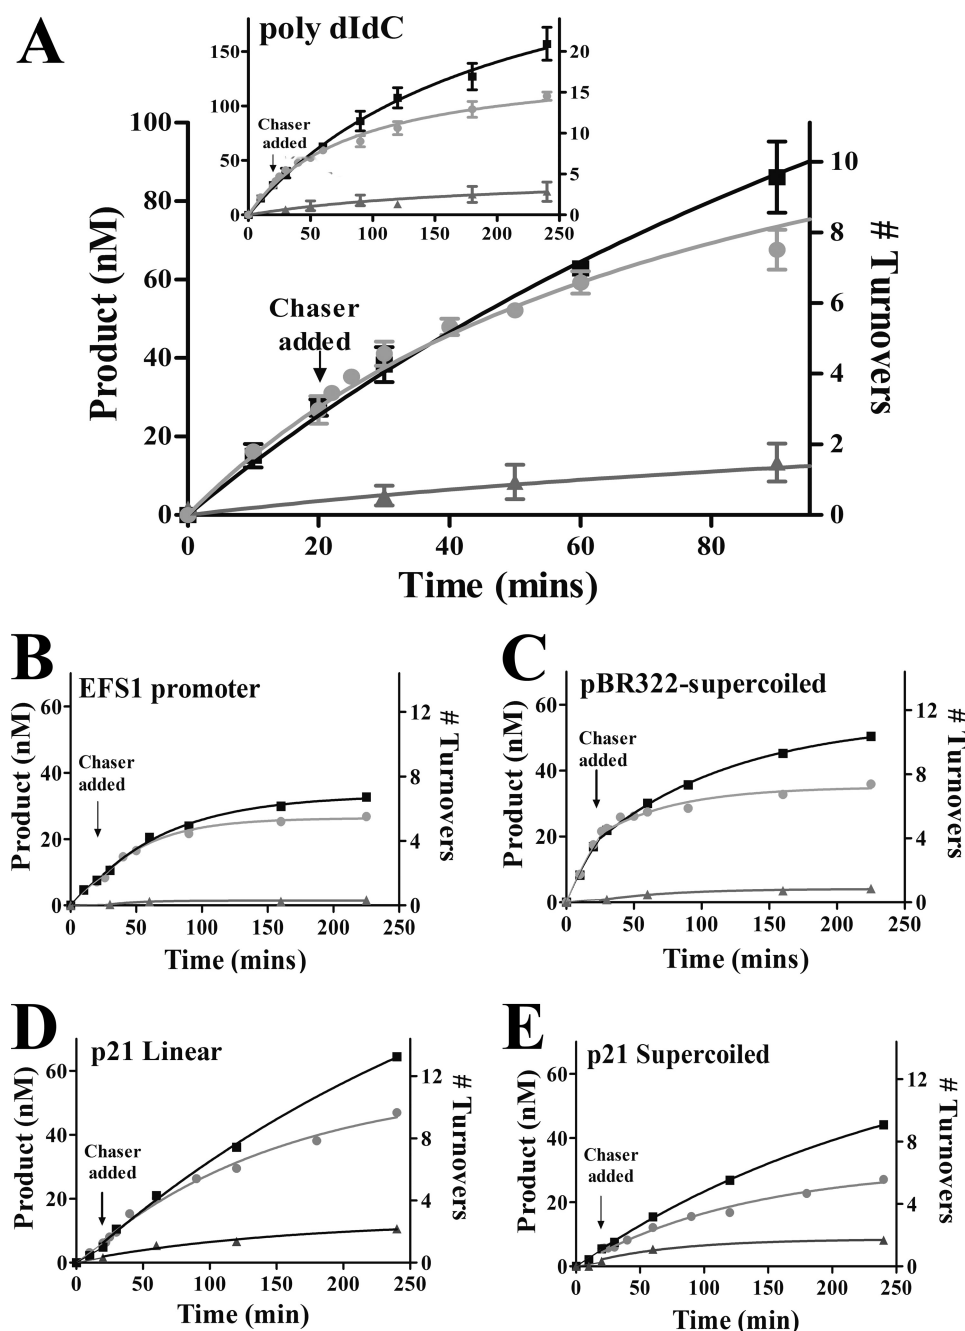 A
poly dIdC
150
100
50
0
20
15
10
5
0
Chaser
added
0 50 100 150 200 250
100
80
60
40
20
0
Product (nM)
10
8
6
4
2
0
# Turnovers
Chaser
added
0 20 40 60 80
Time (mins)
B
EFS1 promoter
60
40
20
0
Product (nM)
12
8
4
0
# Turnovers
Chaser
added
0 50 100 150 200 250
Time (mins)
C
pBR322-supercoiled
60
40
20
0
Product (nM)
12
8
4
0
# Turnovers
Chaser
added
0 50 100 150 200 250
Time (mins)
D
p21 Linear
60
40
20
0
Product (nM)
12
8
4
0
# Turnovers
Chaser
added
0 50 100 150 200 250
Time (min)
E
p21 Supercoiled
60
40
20
0
Product (nM)
12
8
4
0
# Turnovers
Chaser
added
0 50 100 150 200 250
Time (min)